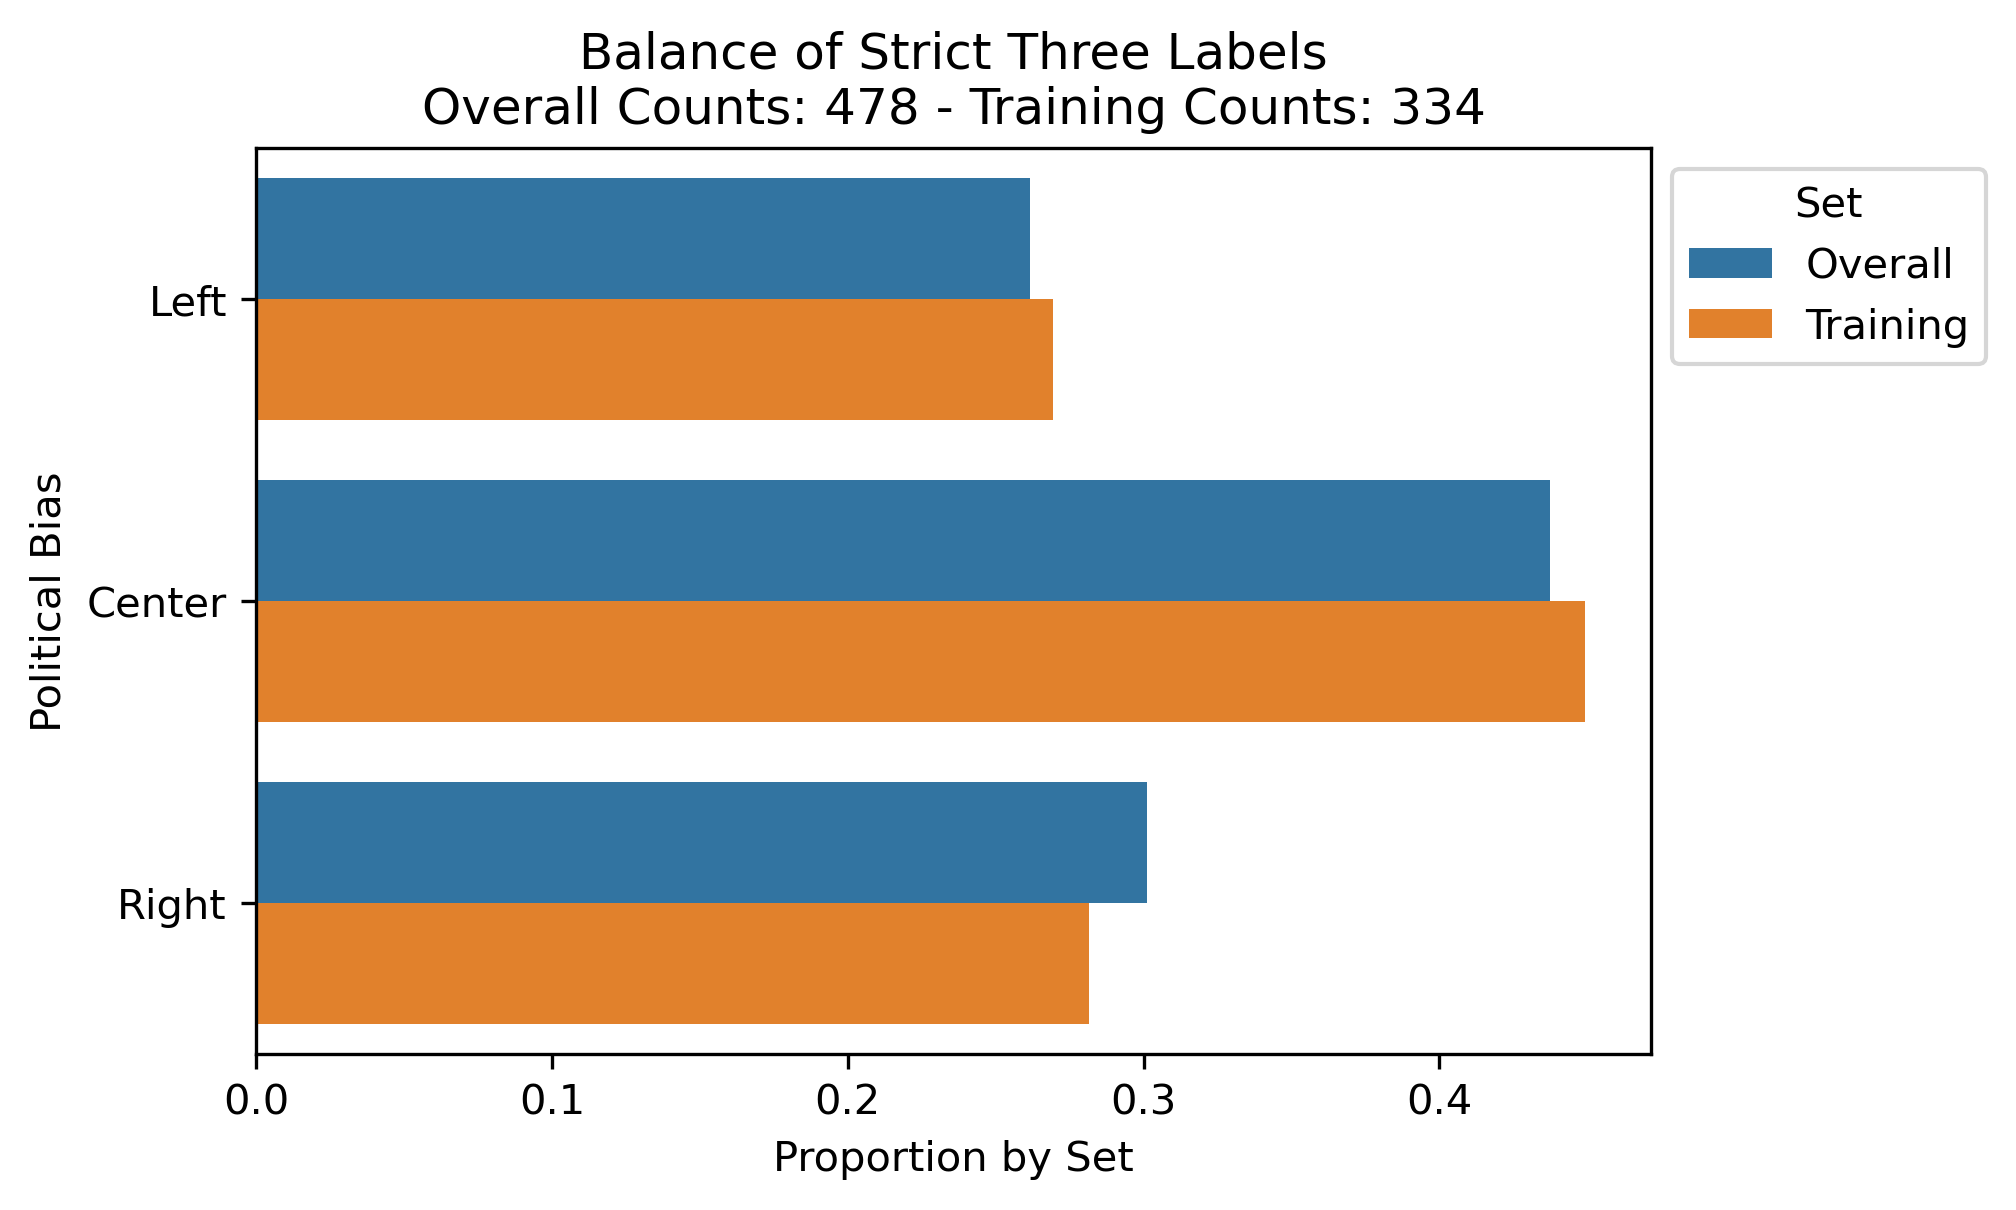 Balance of Strict Three Labels
Overall Counts: 478 - Training Counts: 334
Set
Overall
Training
Political Bias
Left
Center
Right
0.0
0.1
0.2
0.3
0.4
Proportion by Set